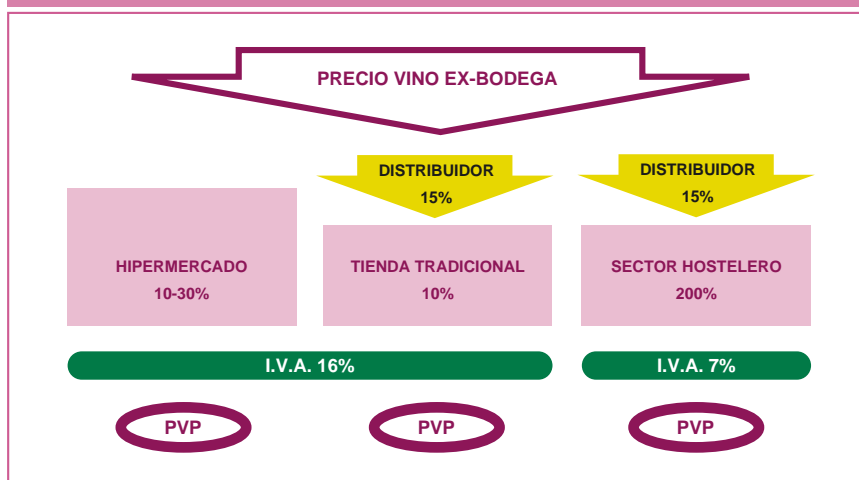 PRECIO VINO EX-BODEGA
DISTRIBUIDOR
15%
DISTRIBUIDOR
15%
HIPERMERCADO
10-30%
TIENDA TRADICIONAL
10%
SECTOR HOSTELERO
200%
I.V.A. 16%
I.V.A. 7%
PVP
PVP
PVP